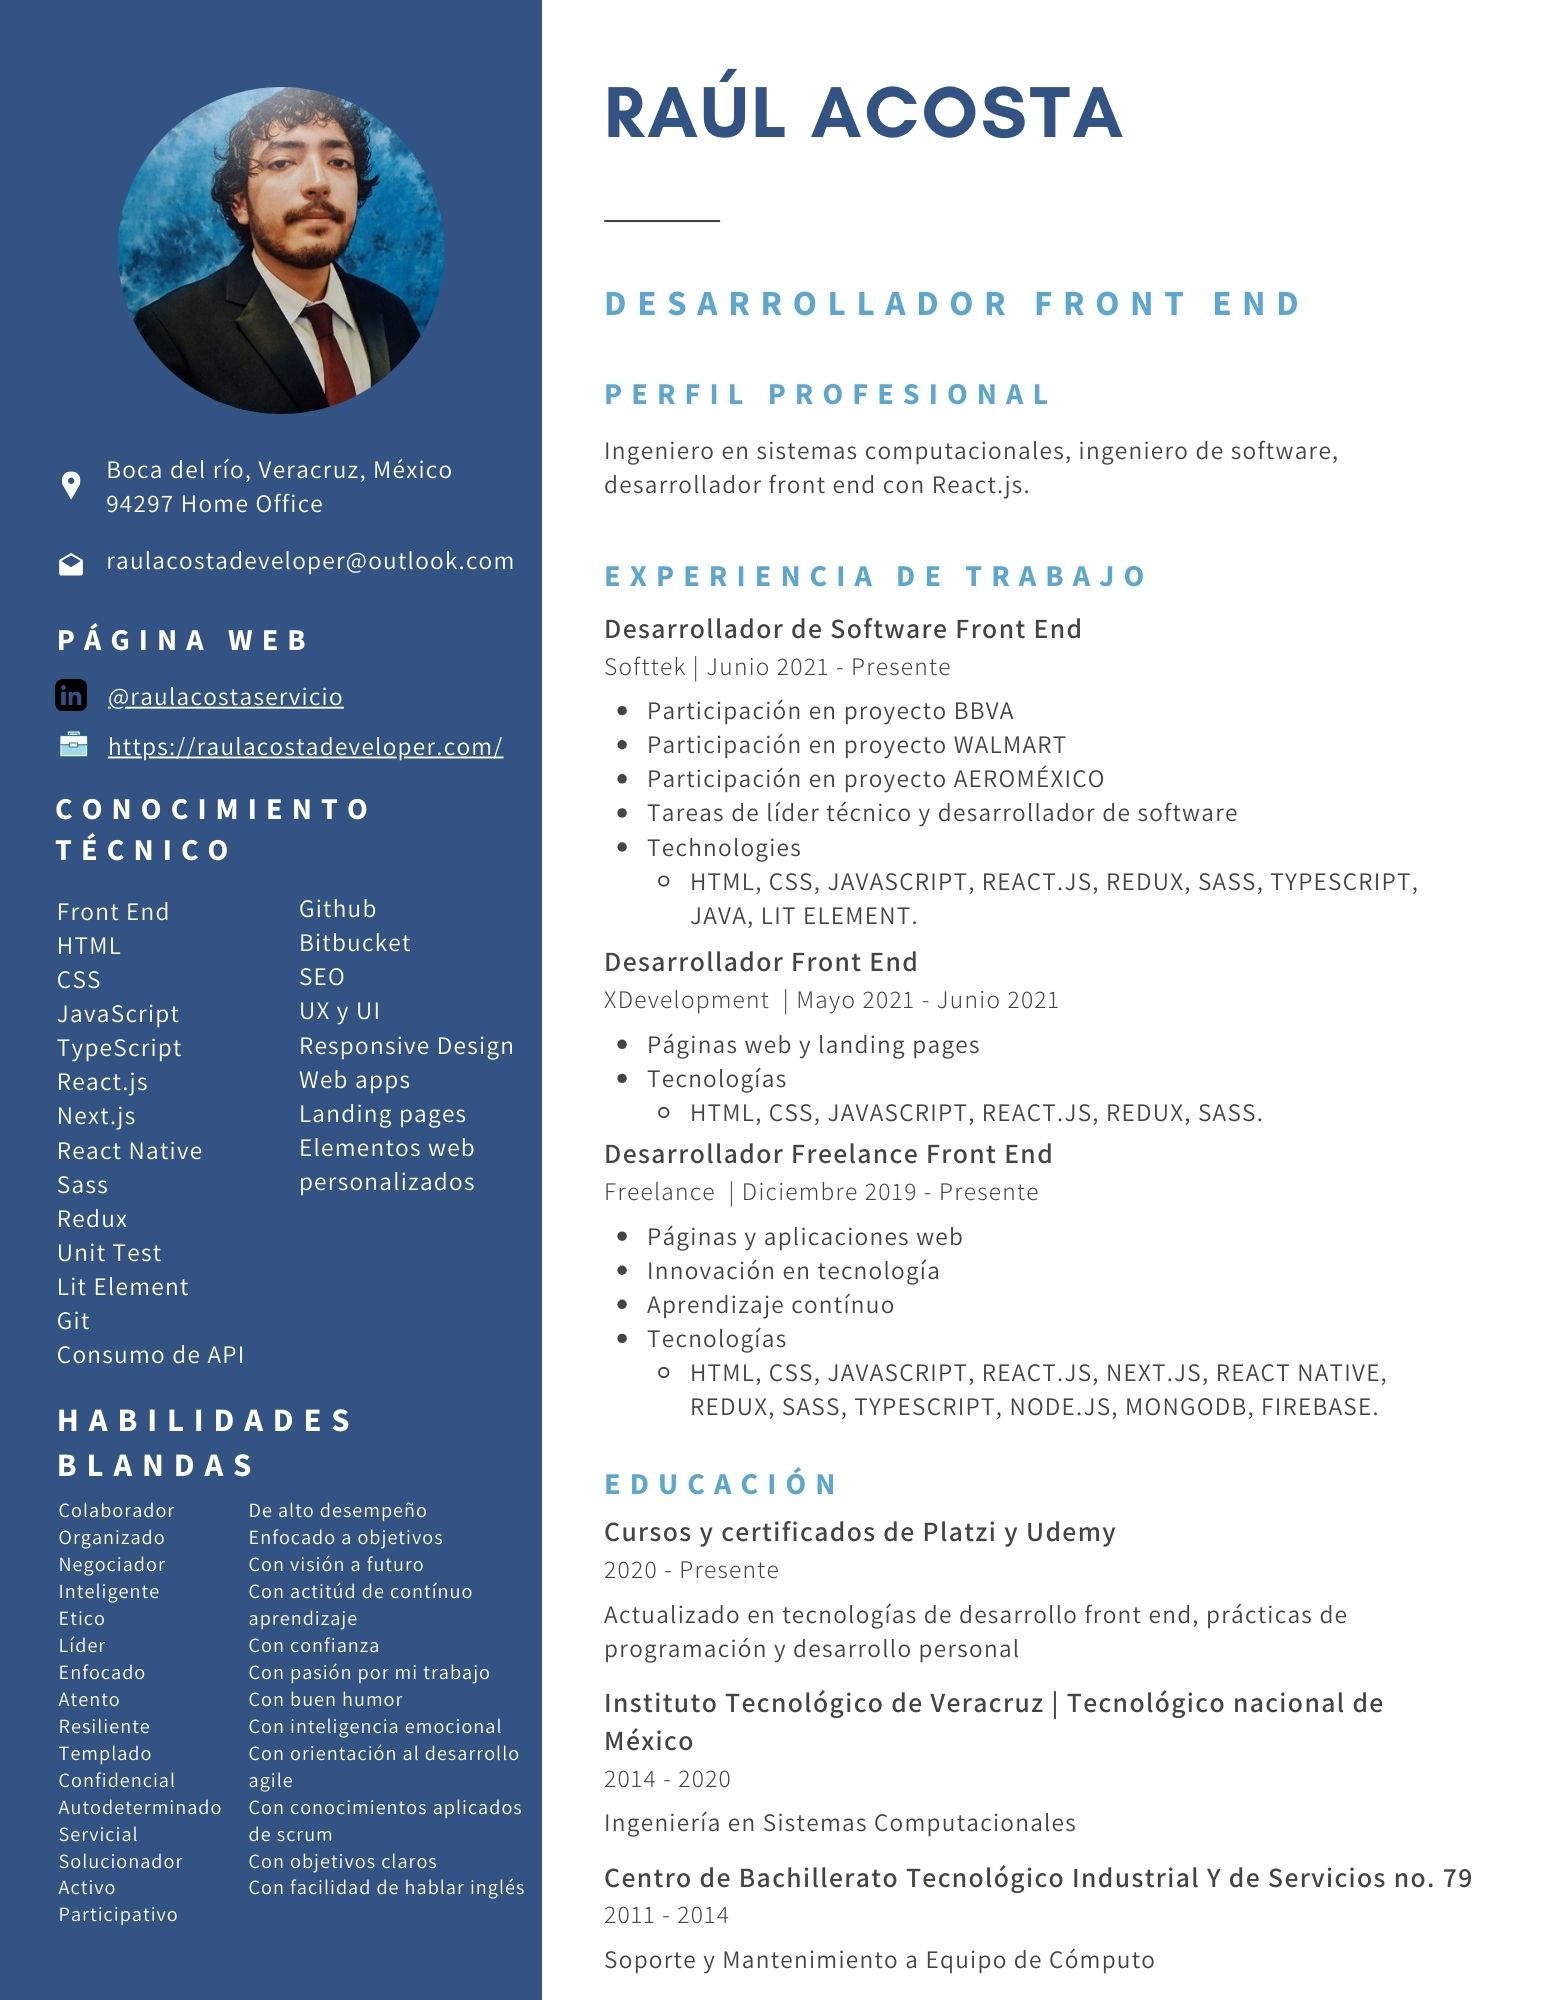 RAÚL ACOSTA
DESARROLLADOR FRONT END
PERFIL PROFESIONAL
Ingeniero en sistemas computacionales, ingeniero de software,
desarrollador front end con React.js.
EXPERIENCIA DE TRABAJO
Desarrollador de Software Front End
Softtek | Junio 2021 - Presente
Participación en proyecto BBVA
Participación en proyecto WALMART
Participación en proyecto AEROMÉXICO
Tareas de líder técnico y desarrollador de software
Technologies
HTML, CSS, JAVASCRIPT, REACT.JS, REDUX, SASS, TYPESCRIPT,
JAVA, LIT ELEMENT.
Desarrollador Front End
XDevelopment | Mayo 2021 - Junio 2021
Páginas web y landing pages
Tecnologías
HTML, CSS, JAVASCRIPT, REACT.JS, REDUX, SASS.
Desarrollador Freelance Front End
Freelance | Diciembre 2019 - Presente
Páginas y aplicaciones web
Innovación en tecnología
Aprendizaje contínuo
Tecnologías
HTML, CSS, JAVASCRIPT, REACT.JS, NEXT.JS, REACT NATIVE,
REDUX, SASS, TYPESCRIPT, NODE.JS, MONGODB, FIREBASE.
EDUCACIÓN
Cursos y certificados de Platzi y Udemy
2020 - Presente
Actualizado en tecnologías de desarrollo front end, prácticas de
programación y desarrollo personal
Instituto Tecnológico de Veracruz | Tecnológico nacional de
México
2014 - 2020
Ingeniería en Sistemas Computacionales
Centro de Bachillerato Tecnológico Industrial Y de Servicios no. 79
2011 - 2014
Soporte y Mantenimiento a Equipo de Cómputo
Boca del río, Veracruz, México
94297 Home Office
raulacostadeveloper@outlook.com
PÁGINA WEB
in @raulacostaservicio
https://raulacostadeveloper.com/
CONOCIMIENTO
TÉCNICO
Front End
HTML
CSS
JavaScript
TypeScript
React.js
Next.js
React Native
Sass
Redux
Unit Test
Lit Element
Git
Consumo de API
Github
Bitbucket
SEO
UX y UI
Responsive Design
Web apps
Landing pages
Elementos web
personalizados
HABILIDADES
BLANDAS
Colaborador
Organizado
Negociador
Inteligente
Etico
Líder
Enfocado
Atento
Resiliente
Templado
Confidencial
Autodeterminado
Servicial
Solucionador
Activo
Participativo
De alto desempeño
Enfocado a objetivos
Con visión a futuro
Con actitúd de contínuo
aprendizaje
Con confianza
Con pasión por mi trabajo
Con buen humor
Con inteligencia emocional
Con orientación al desarrollo
agile
Con conocimientos aplicados
de scrum
Con objetivos claros
Con facilidad de hablar inglés